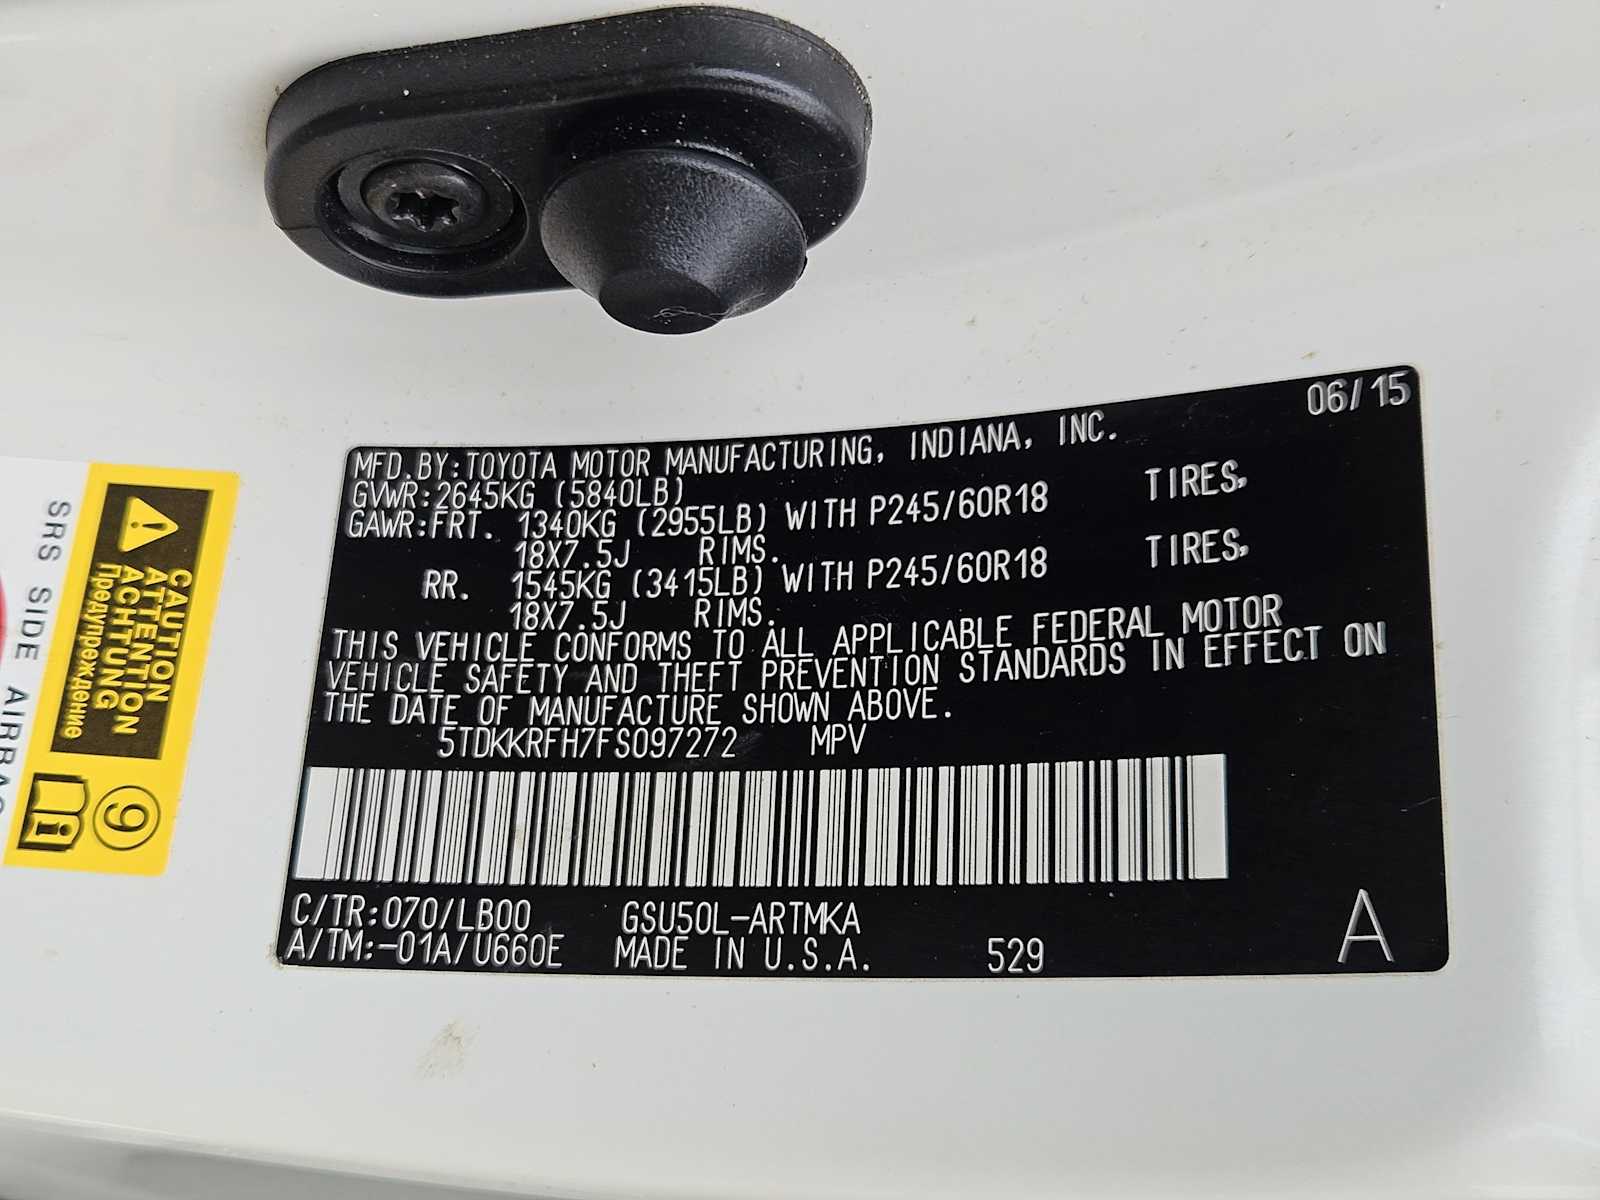 06/15
MFD.BY:TOYOTA MOTOR MANUFACTURING, INDIANA, INC.
GVWR:2645KG (5840LB)
GAWR:FRT. 1340KG (2955LB) WITH P245/60R18 TIRES,
18X7.5J RIMS.
RR. 1545KG (3415LB) WITH P245/60R18 TIRES,
18X7.5J RIMS.
THIS VEHICLE CONFORMS TO ALL APPLICABLE FEDERAL MOTOR
VEHICLE SAFETY AND THEFT PREVENTION STANDARDS IN EFFECT ON
THE DATE OF MANUFACTURE SHOWN ABOVE.
5TDKKRFH7FS097272 MPV
C/TR:070/LB00 GSU50L-ARTMKA
A/TM:-01A/U660E MADE IN U.S.A. 529 A
CAUTION
ATTENTION
ACHTUNG
Предупреждение
9
i
SRS SIDE AIRBAG